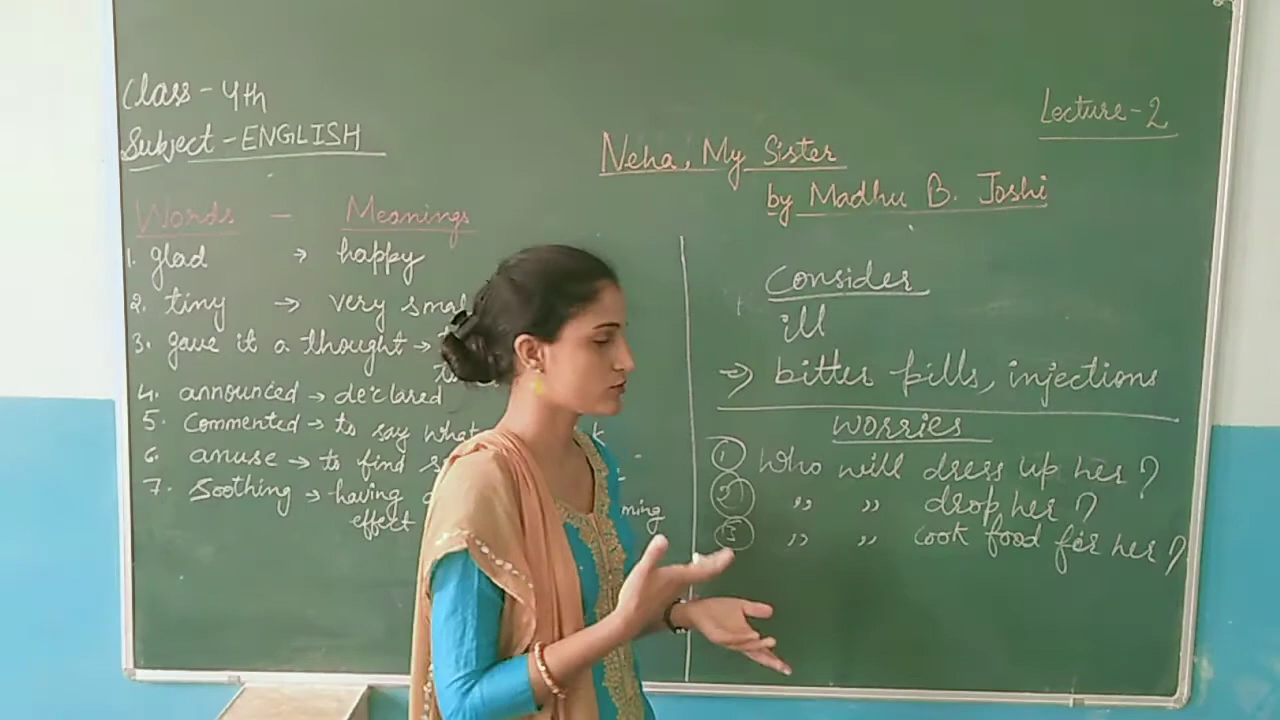 Class - 4th
Subject - ENGLISH
Lecture - 2
Neha, My Sister
by Madhu B. Joshi
Words - Meanings
1. glad → happy
2. tiny → very
3. gave it a thought →
4. announced → declared
5. Commented → to say what
6. amuse → to find
7. Soothing → having
effect
Consider
ill
→ bitter pills, injections
Worries
① Who will dress up her?
② ,, ,, drop her?
③ ,, ,, cook food for her?